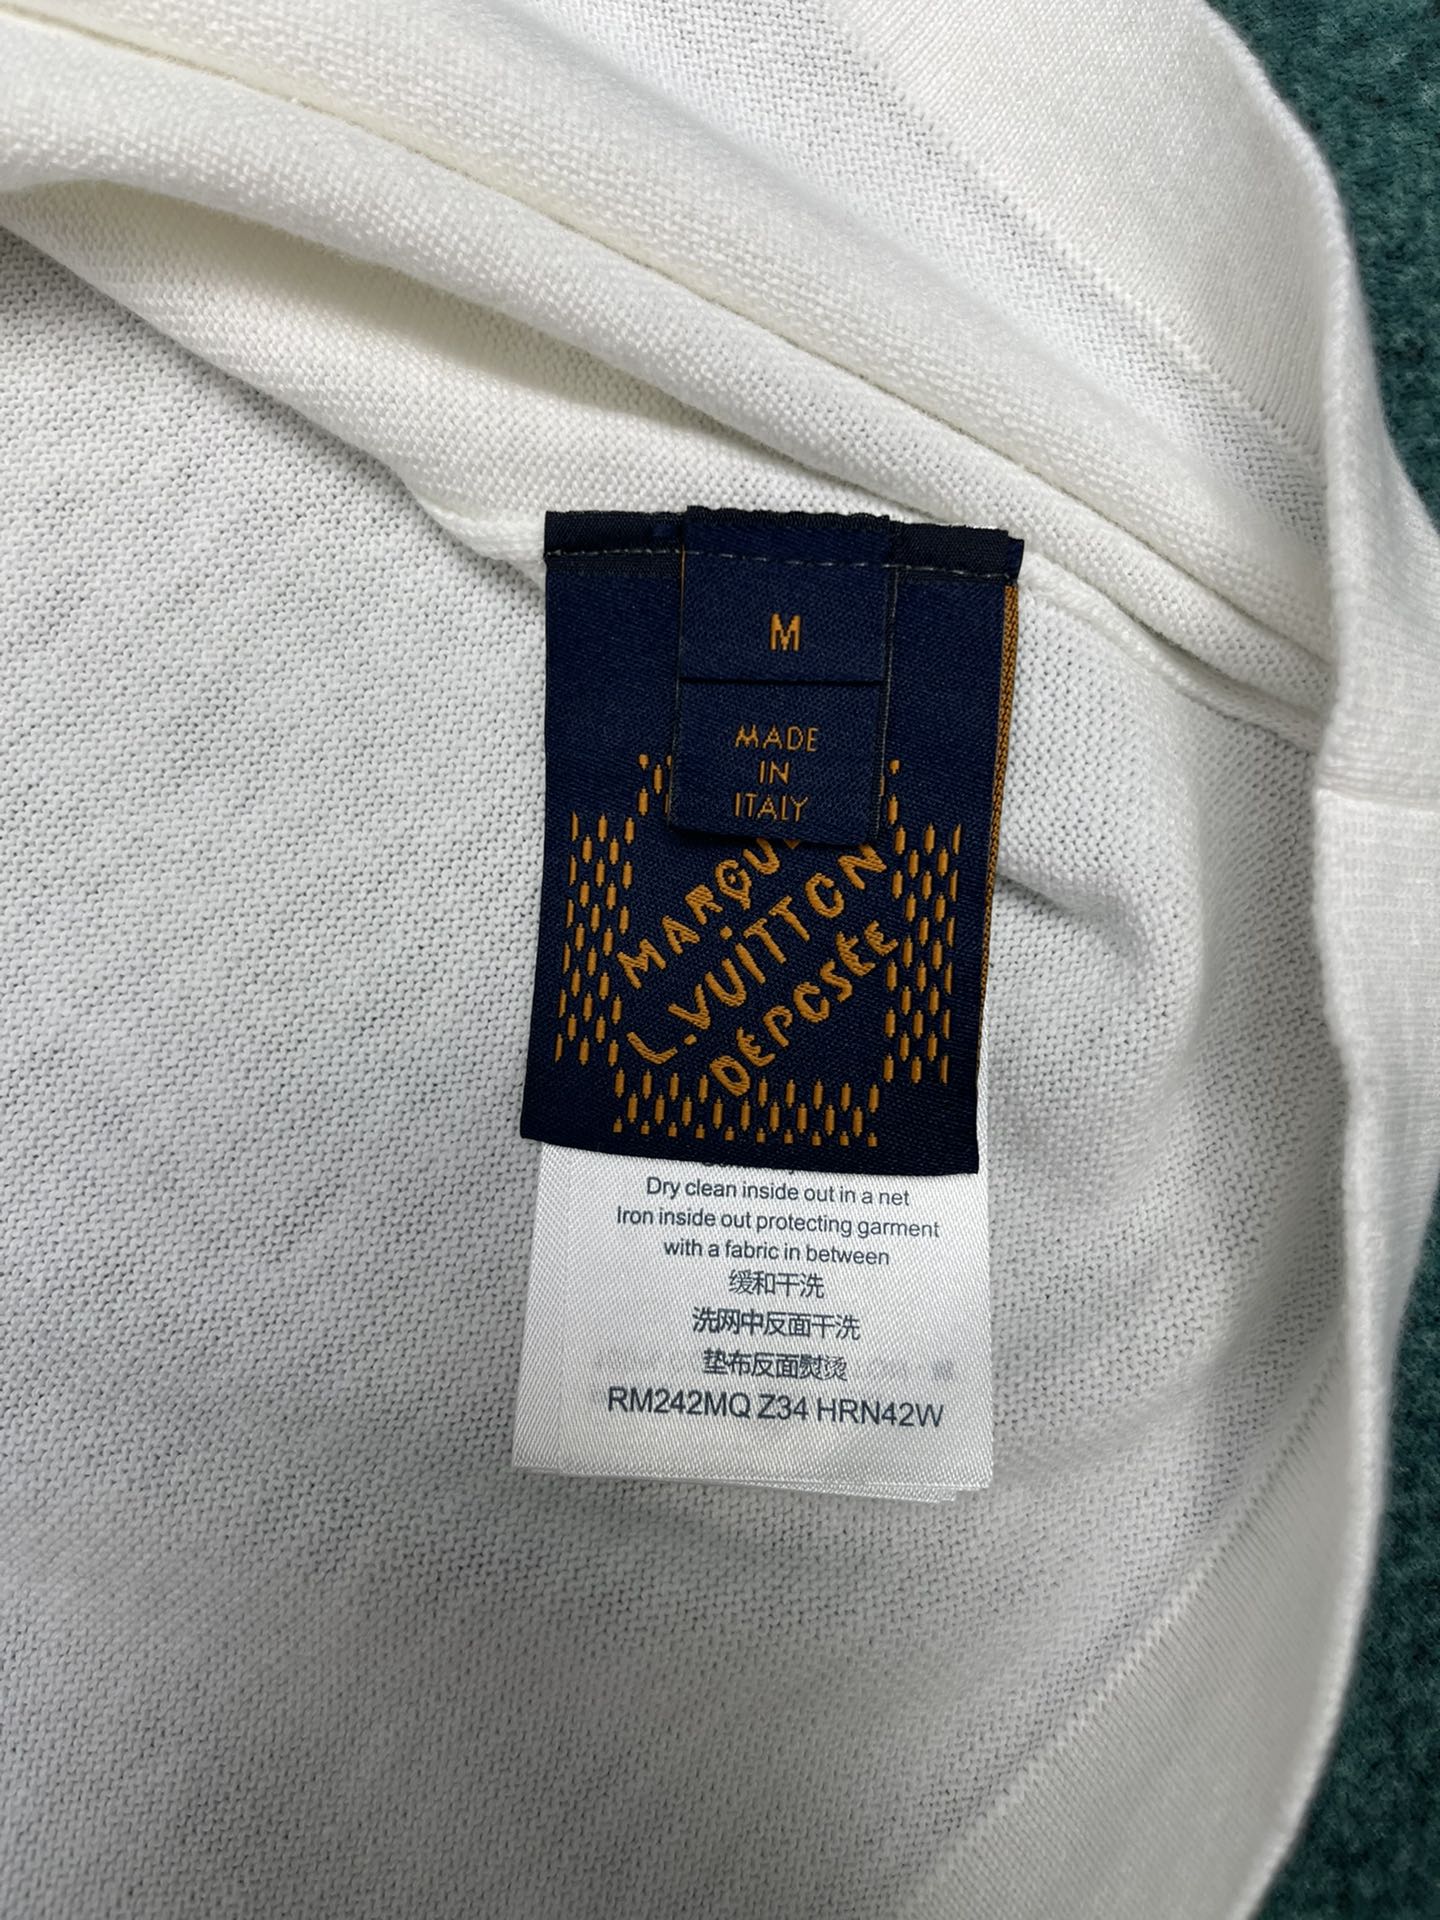 M
MADE
IN
ITALY
MARQU
L.VUITTON
DÉPOSÉE
Dry clean inside out in a net
Iron inside out protecting garment
with a fabric in between
缓和干洗
洗网中反面干洗
垫布反面熨烫
RM242MQ Z34 HRN42W